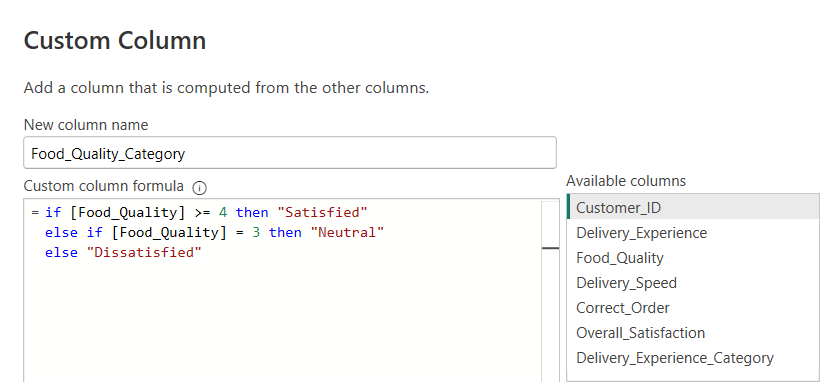 Custom Column
Add a column that is computed from the other columns.
New column name
Food_Quality_Category
Custom column formula
= if [Food_Quality] >= 4 then "Satisfied"
else if [Food_Quality] = 3 then "Neutral"
else "Dissatisfied"
Available columns
Customer_ID
Delivery_Experience
Food_Quality
Delivery_Speed
Correct_Order
Overall_Satisfaction
Delivery_Experience_Category